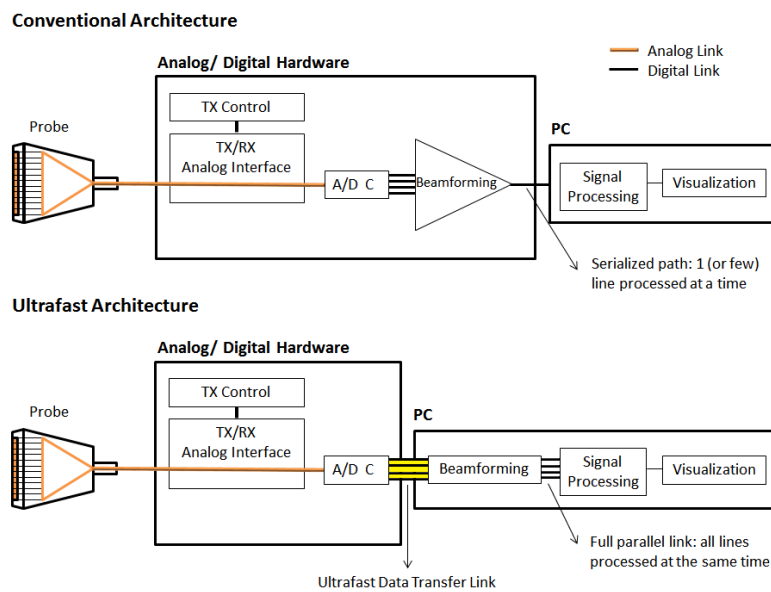 Conventional Architecture
Analog Link
Digital Link
Analog/ Digital Hardware
TX Control
Probe
TX/RX
Analog Interface
A/D C
Beamforming
PC
Signal
Processing
Visualization
Serialized path: 1 (or few)
line processed at a time
Ultrafast Architecture
Analog/ Digital Hardware
TX Control
Probe
TX/RX
Analog Interface
A/D C
PC
Beamforming
Signal
Processing
Visualization
Full parallel link: all lines
processed at the same time
Ultrafast Data Transfer Link